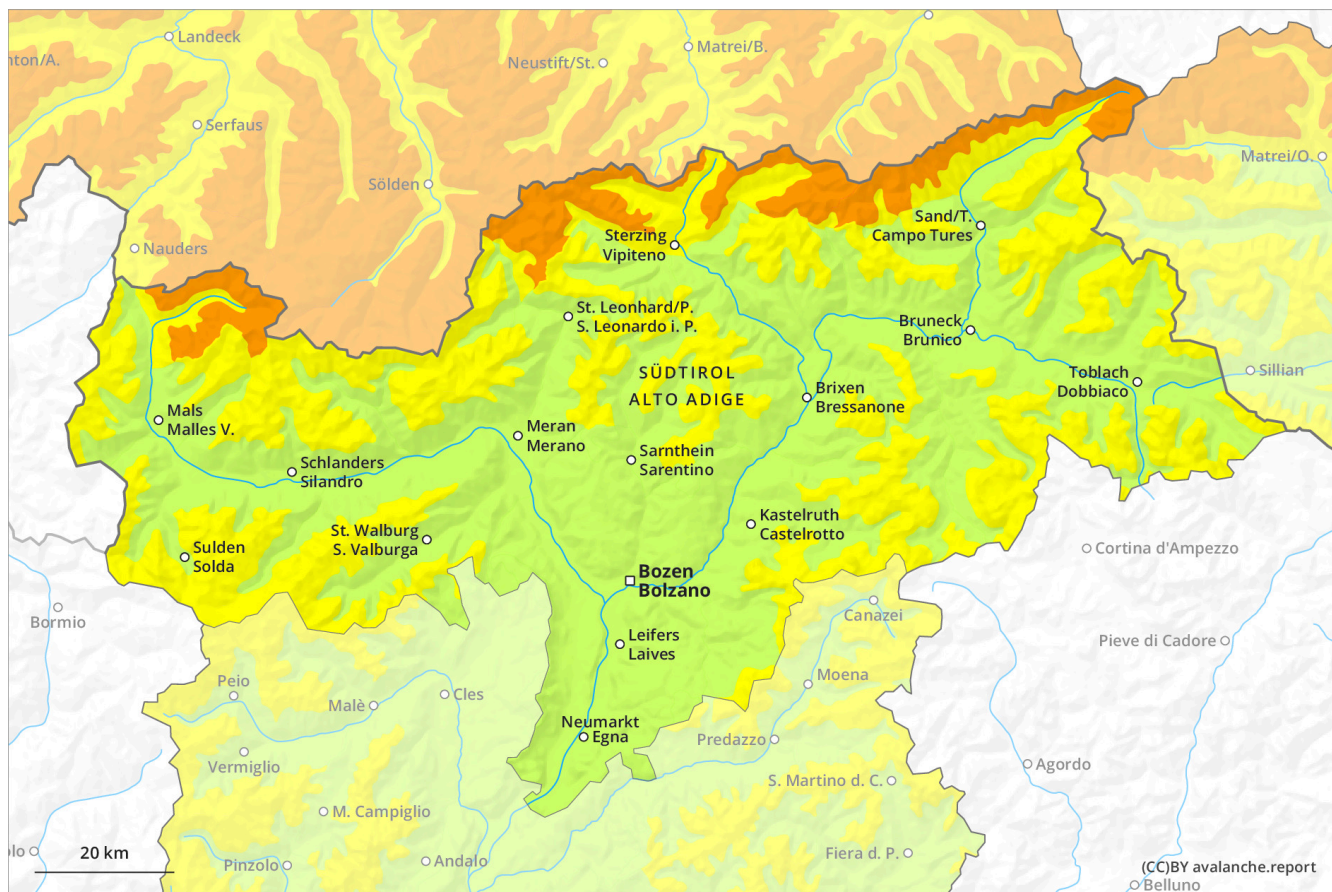 Landeck
nton/A.
Matrei/B.
Neustift/St.
Serfaus
Matrei/O.
Sölden
Sand/T.
Campo Tures
Sterzing
Vipiteno
Nauders
St. Leonhard/P.
S. Leonardo i. P.
Bruneck
Brunico
SÜDTIROL
ALTO ADIGE
Toblach
Dobbiaco
Sillian
Brixen
Bressanone
Mals
Malles V.
Meran
Merano
Sarnthein
Sarentino
Schlanders
Silandro
Kastelruth
Castelrotto
St. Walburg
S. Valburga
Sulden
Solda
Cortina d'Ampezzo
Bozen
Bolzano
Bormio
Canazei
Leifers
Laives
Pieve di Cadore
Moena
Peio
Cles
Malè
Neumarkt
Egna
Predazzo
Vermiglio
Agordo
S. Martino d. C.
M. Campiglio
olo
20 km
Pinzolo
Andalo
Fiera d. P.
(CC)BY avalanche.report
Belluno